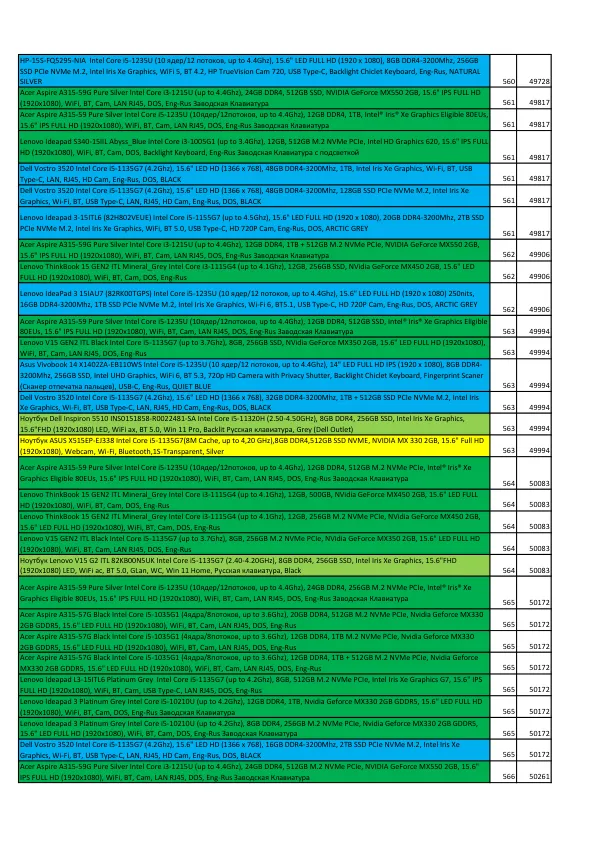 HP-15S-FQ5295-NIA Intel Core i5-1235U (10 ядер/12 потоков, up to 4.4Ghz), 15.6" LED FULL HD (1920 x 1080), 8GB DDR4-3200Mhz, 256GB
SSD PCIe NVMe M.2, Intel Iris Xe Graphics, WiFi 5, BT 4.2, HP TrueVision Cam 720, USB Type-C, Backlight Chiclet Keyboard, Eng-Rus, NATURAL
SILVER 560 49728
Acer Aspire A315-59G Pure Silver Intel Core i3-1215U (up to 4.4Ghz), 24GB DDR4, 512GB SSD, NVIDIA GeForce MX550 2GB, 15.6" IPS FULL
HD (1920x1080), WiFi, BT, Cam, LAN RJ45, DOS, Eng-Rus Заводская Клавиатура 561 49817
Acer Aspire A315-59 Pure Silver Intel Core i5-1235U (10ядер/12потоков, up to 4.4Ghz), 12GB DDR4, 1TB, Intel® Iris® Xe Graphics Eligible 80EUs,
15.6" IPS FULL HD (1920x1080), WiFi, BT, Cam, LAN RJ45, DOS, Eng-Rus Заводская Клавиатура 561 49817
Lenovo Ideapad S340-15IIL Abyss_Blue Intel Core i3-1005G1 (up to 3.4Ghz), 12GB, 512GB M.2 NVMe PCIe, Intel HD Graphics 620, 15.6" IPS FULL
HD (1920x1080), WiFi, BT, Cam, DOS, Backlight Keyboard, Eng-Rus Заводская Клавиатура с подсветкой 561 49817
Dell Vostro 3520 Intel Core i5-1135G7 (4.2Ghz), 15.6" LED HD (1366 x 768), 48GB DDR4-3200Mhz, 1TB, Intel Iris Xe Graphics, Wi-Fi, BT, USB
Type-C, LAN, RJ45, HD Cam, Eng-Rus, DOS, BLACK 561 49817
Dell Vostro 3520 Intel Core i5-1135G7 (4.2Ghz), 15.6" LED HD (1366 x 768), 48GB DDR4-3200Mhz, 128GB SSD PCIe NVMe M.2, Intel Iris Xe
Graphics, Wi-Fi, BT, USB Type-C, LAN, RJ45, HD Cam, Eng-Rus, DOS, BLACK 561 49817
Lenovo Ideapad 3-15ITL6 (82H802VEUE) Intel Core i5-1155G7 (up to 4.5Ghz), 15.6" LED FULL HD (1920 x 1080), 20GB DDR4-3200Mhz, 2TB SSD
PCIe NVMe M.2, Intel Iris Xe Graphics, WiFi, BT 5.0, USB Type-C, HD 720P Cam, Eng-Rus, DOS, ARCTIC GREY 561 49817
Acer Aspire A315-59G Pure Silver Intel Core i3-1215U (up to 4.4Ghz), 12GB DDR4, 1TB + 512GB M.2 NVMe PCIe, NVIDIA GeForce MX550 2GB,
15.6" IPS FULL HD (1920x1080), WiFi, BT, Cam, LAN RJ45, DOS, Eng-Rus Заводская Клавиатура 562 49906
Lenovo ThinkBook 15 GEN2 ITL Mineral_Grey Intel Core i3-1115G4 (up to 4.1Ghz), 12GB, 256GB SSD, NVidia GeForce MX450 2GB, 15.6" LED
FULL HD (1920x1080), WiFi, BT, Cam, DOS, Eng-Rus 562 49906
Lenovo IdeaPad 3 15IAU7 (82RK00TGPS) Intel Core i5-1235U (10 ядер/12 потоков, up to 4.4Ghz), 15.6" LED FULL HD (1920 x 1080) 250nits,
16GB DDR4-3200Mhz, 1TB SSD PCIe NVMe M.2, Intel Iris Xe Graphics, Wi-Fi 6, BT5.1, USB Type-C, HD 720P Cam, Eng-Rus, DOS, ARCTIC GREY 562 49906
Acer Aspire A315-59 Pure Silver Intel Core i5-1235U (10ядер/12потоков, up to 4.4Ghz), 12GB DDR4, 512GB SSD, Intel® Iris® Xe Graphics Eligible
80EUs, 15.6" IPS FULL HD (1920x1080), WiFi, BT, Cam, LAN RJ45, DOS, Eng-Rus Заводская Клавиатура 563 49994
Lenovo V15 GEN2 ITL Black Intel Core i5-1135G7 (up to 3.7Ghz), 8GB, 256GB SSD, NVidia GeForce MX350 2GB, 15.6" LED FULL HD (1920x1080),
WiFi, BT, Cam, LAN RJ45, DOS, Eng-Rus 563 49994
Asus Vivobook 14 X1402ZA-EB110WS Intel Core i5-1235U (10 ядер/12 потоков, up to 4.4Ghz), 14" LED FULL HD IPS (1920 x 1080), 8GB DDR4-
3200Mhz, 256GB SSD, Intel UHD Graphics, WiFi 6, BT 5.1, 720p HD Camera with Privacy Shutter, Backlight Chiclet Keyboard, Fingerprint Scaner
(Сканер отпечатка пальцев), USB-C, Eng-Rus, QUIET BLUE 563 49994
Dell Vostro 3520 Intel Core i5-1135G7 (4.2Ghz), 15.6" LED HD (1366 x 768), 32GB DDR4-3200Mhz, 1TB + 512GB SSD PCIe NVMe M.2, Intel Iris
Xe Graphics, Wi-Fi, BT, USB Type-C, LAN, RJ45, HD Cam, Eng-Rus, DOS, BLACK 563 49994
Ноутбук Dell Inspiron 5510 INS0151858-R0022483-SA Intel Core i5-11320H (2.50-4.50GHz), 8GB DDR4, 256GB SSD, Intel Iris Xe Graphics,
15.6"FHD (1920x1080) LED, WiFi ax, BT 5.0, Win 11 Pro, Backlit Русская клавиатура, Grey (Dell Outlet) 563 49994
Ноутбук ASUS X515EP-EJ338 Intel Core i5-1135G7(8M Cache, up to 4,20 GHz),8GB DDR4,512GB SSD NVME, NVIDIA MX 330 2GB, 15.6" Full HD
(1920x1080), Webcam, Wi-Fi, Bluetooth,1S-Transparent, Silver 563 49994
Acer Aspire A315-59 Pure Silver Intel Core i5-1235U (10ядер/12потоков, up to 4.4Ghz), 12GB DDR4, 512GB M.2 NVMe PCIe, Intel® Iris® Xe
Graphics Eligible 80EUs, 15.6" IPS FULL HD (1920x1080), WiFi, BT, Cam, LAN RJ45, DOS, Eng-Rus Заводская Клавиатура 564 50083
Lenovo ThinkBook 15 GEN2 ITL Mineral_Grey Intel Core i3-1115G4 (up to 4.1Ghz), 12GB, 500GB, NVidia GeForce MX450 2GB, 15.6" LED FULL
HD (1920x1080), WiFi, BT, Cam, DOS, Eng-Rus 564 50083
Lenovo ThinkBook 15 GEN2 ITL Mineral_Grey Intel Core i3-1115G4 (up to 4.1Ghz), 12GB, 256GB M.2 NVMe PCIe, NVidia GeForce MX450 2GB,
15.6" LED FULL HD (1920x1080), WiFi, BT, Cam, DOS, Eng-Rus 564 50083
Lenovo V15 GEN2 ITL Black Intel Core i5-1135G7 (up to 3.7Ghz), 8GB, 256GB M.2 NVMe PCIe, NVidia GeForce MX350 2GB, 15.6" LED FULL
HD (1920x1080), WiFi, BT, Cam, LAN RJ45, DOS, Eng-Rus 564 50083
Ноутбук Lenovo V15 G2 ITL 82KB00N5UK Intel Core i5-1135G7 (2.40-4.20GHz), 8GB DDR4, 256GB SSD, Intel Iris Xe Graphics, 15.6"FHD
(1920x1080) LED, WiFi ac, BT 5.0, GLan, WC, Win 11 Home, Русская клавиатура, Black 564 50083
Acer Aspire A315-59 Pure Silver Intel Core i5-1235U (10ядер/12потоков, up to 4.4Ghz), 24GB DDR4, 256GB M.2 NVMe PCIe, Intel® Iris® Xe
Graphics Eligible 80EUs, 15.6" IPS FULL HD (1920x1080), WiFi, BT, Cam, LAN RJ45, DOS, Eng-Rus Заводская Клавиатура 565 50172
Acer Aspire A315-57G Black Intel Core i5-1035G1 (4ядра/8потоков, up to 3.6Ghz), 20GB DDR4, 512GB M.2 NVMe PCIe, Nvidia Geforce MX330
2GB GDDR5, 15.6" LED FULL HD (1920x1080), WiFi, BT, Cam, LAN RJ45, DOS, Eng-Rus 565 50172
Acer Aspire A315-57G Black Intel Core i5-1035G1 (4ядра/8потоков, up to 3.6Ghz), 12GB DDR4, 1TB M.2 NVMe PCIe, Nvidia Geforce MX330
2GB GDDR5, 15.6" LED FULL HD (1920x1080), WiFi, BT, Cam, LAN RJ45, DOS, Eng-Rus 565 50172
Acer Aspire A315-57G Black Intel Core i5-1035G1 (4ядра/8потоков, up to 3.6Ghz), 12GB DDR4, 1TB + 512GB M.2 NVMe PCIe, Nvidia Geforce
MX330 2GB GDDR5, 15.6" LED FULL HD (1920x1080), WiFi, BT, Cam, LAN RJ45, DOS, Eng-Rus 565 50172
Lenovo Ideapad L3-15ITL6 Platinum Grey Intel Core i5-1135G7 (up to 4.2Ghz), 8GB, 512GB M.2 NVMe PCIe, Intel Iris Xe Graphics G7, 15.6" IPS
FULL HD (1920x1080), WiFi, BT, USB Type-C, LAN RJ45, Cam, DOS, Eng-Rus 565 50172
Lenovo Ideapad 3 Platinum Grey Intel Core i5-10210U (up to 4.2Ghz), 12GB DDR4, 1TB, Nvidia Geforce MX330 2GB GDDR5, 15.6" LED FULL HD
(1920x1080), WiFi, BT, Cam, DOS, Eng-Rus 565 50172
Lenovo Ideapad 3 Platinum Grey Intel Core i5-10210U (up to 4.2Ghz), 8GB DDR4, 256GB M.2 NVMe PCIe, Nvidia Geforce MX330 2GB GDDR5,
15.6" LED FULL HD (1920x1080), WiFi, BT, Cam, DOS, Eng-Rus Заводская Клавиатура 565 50172
Dell Vostro 3520 Intel Core i5-1135G7 (4.2Ghz), 15.6" LED HD (1366 x 768), 16GB DDR4-3200Mhz, 2TB SSD PCIe NVMe M.2, Intel Iris Xe
Graphics, Wi-Fi, BT, USB Type-C, LAN, RJ45, HD Cam, Eng-Rus, DOS, BLACK 565 50172
Acer Aspire A315-59G Pure Silver Intel Core i3-1215U (up to 4.4Ghz), 24GB DDR4, 512GB M.2 NVMe PCIe, NVIDIA GeForce MX550 2GB, 15.6"
IPS FULL HD (1920x1080), WiFi, BT, Cam, LAN RJ45, DOS, Eng-Rus Заводская Клавиатура 566 50261